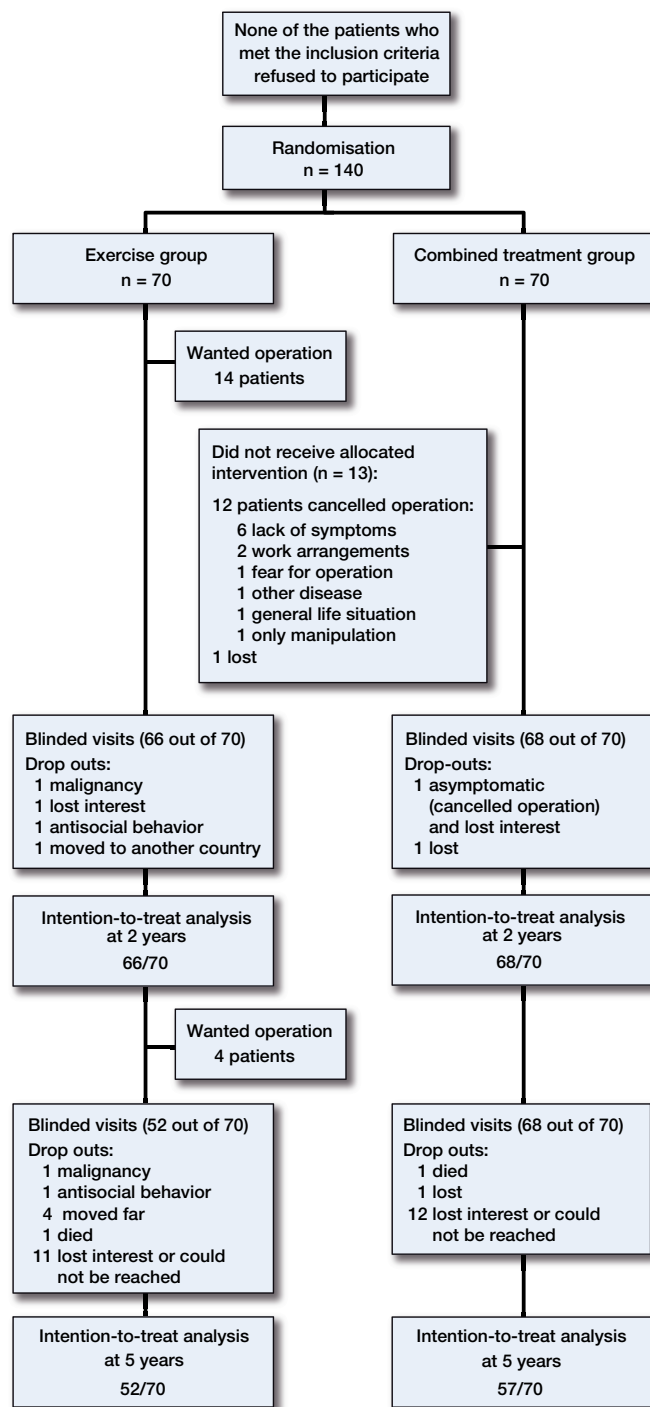 None of the patients who
met the inclusion criteria
refused to participate
Randomisation
n = 140
Exercise group
n = 70
Combined treatment group
n = 70
Wanted operation
14 patients
Did not receive allocated
intervention (n = 13):
12 patients cancelled operation:
6 lack of symptoms
2 work arrangements
1 fear for operation
1 other disease
1 general life situation
1 only manipulation
1 lost
Blinded visits (66 out of 70)
Drop outs:
1 malignancy
1 lost interest
1 antisocial behavior
1 moved to another country
Blinded visits (68 out of 70)
Drop-outs:
1 asymptomatic
(cancelled operation)
and lost interest
1 lost
Intention-to-treat analysis
at 2 years
66/70
Intention-to-treat analysis
at 2 years
68/70
Wanted operation
4 patients
Blinded visits (52 out of 70)
Drop outs:
1 malignancy
1 antisocial behavior
4 moved far
1 died
11 lost interest or could
not be reached
Blinded visits (68 out of 70)
Drop outs:
1 died
1 lost
12 lost interest or could
not be reached
Intention-to-treat analysis
at 5 years
52/70
Intention-to-treat analysis
at 5 years
57/70